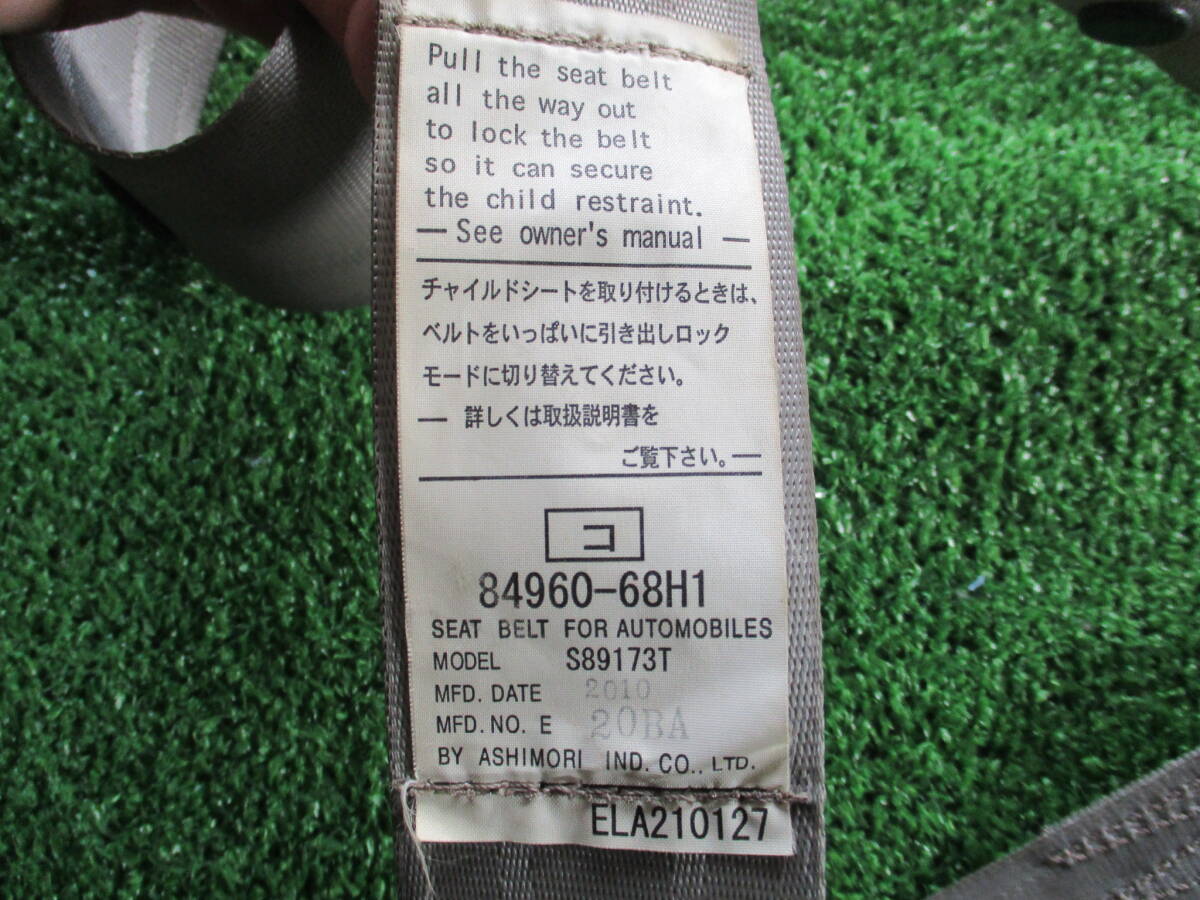 Pull the seat belt
all the way out
to lock the belt
so it can secure
the child restraint.
— See owner's manual —
チャイルドシートを取り付けるときは、
ベルトをいっぱいに引き出しロック
モードに切り替えてください。
— 詳しくは取扱説明書を
ご覧下さい。—
コ
84960-68H1
SEAT BELT FOR AUTOMOBILES
MODEL S89173T
MFD. DATE 2010
MFD. NO. E 20BA
BY ASHIMORI IND. CO., LTD.
ELA210127